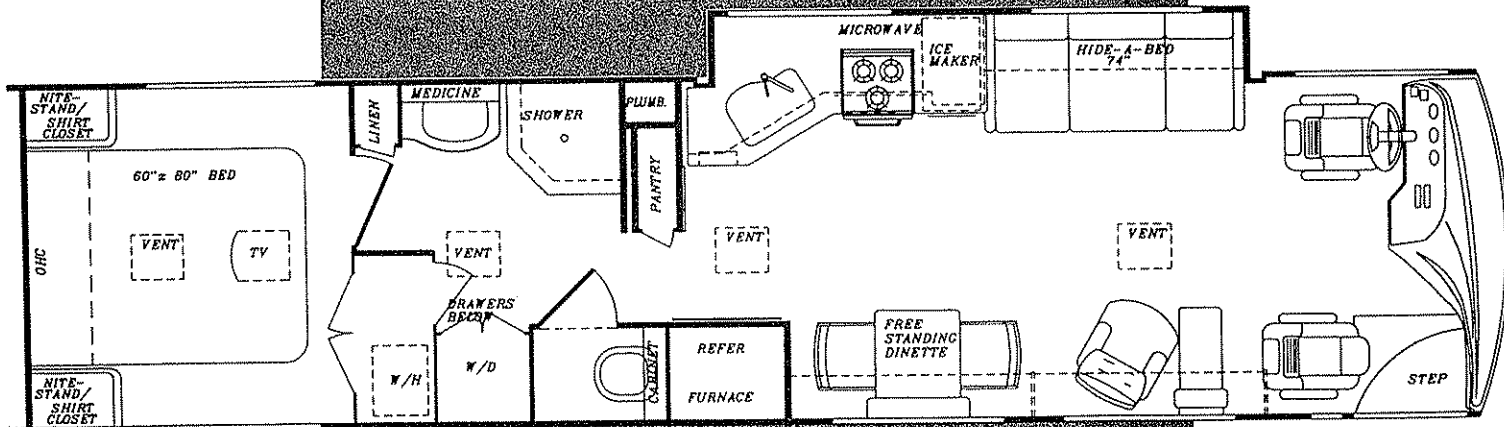 NITE-
STAND/
SHIRT
CLOSET
60"x 80" BED
OHC
VENT
TV
NITE-
STAND/
SHIRT
CLOSET
LINEN
MEDICINE
SHOWER
PLUMB.
PANTRY
VENT
DRAWERS
BELOW
W/H
W/D
CABINET
REFER
FURNACE
MICROWAVE
ICE
MAKER
HIDE-A-BED
74"
VENT
VENT
FREE
STANDING
DINETTE
STEP